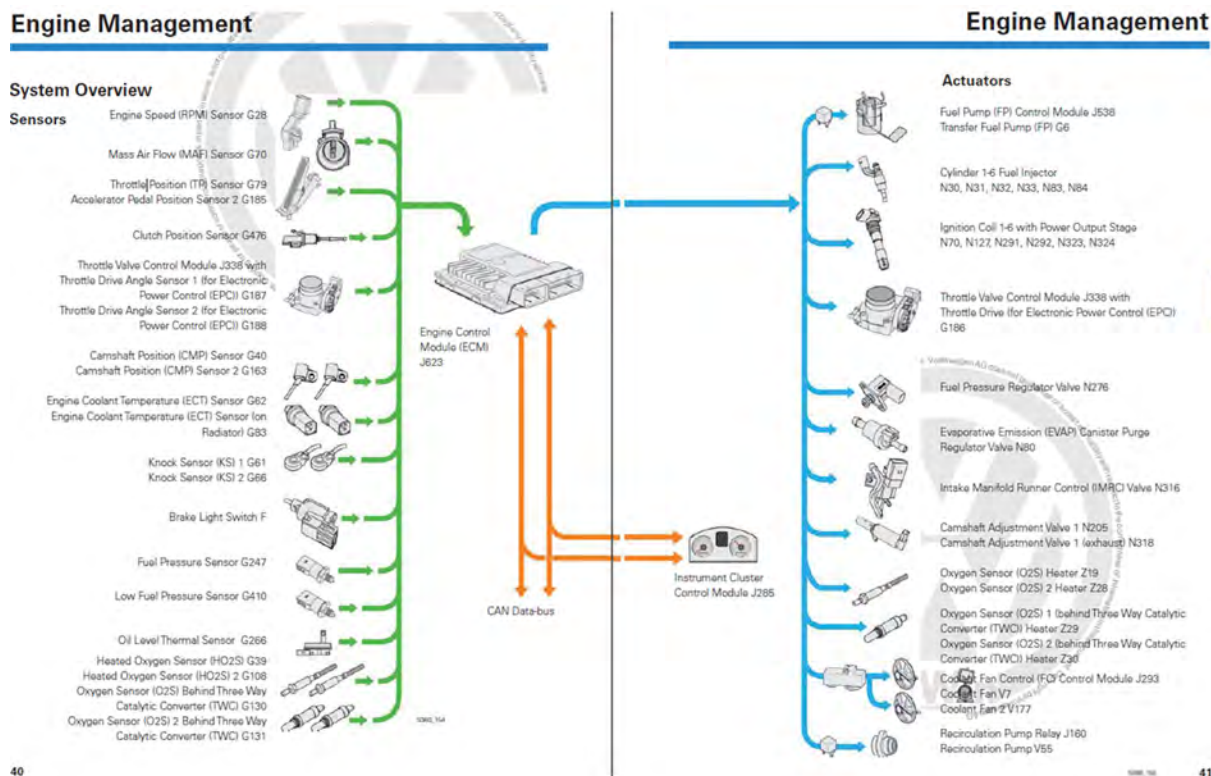 Engine Management
System Overview
Sensors
Engine Speed (RPM) Sensor G28
Mass Air Flow (MAF) Sensor G70
Throttle Position (TP) Sensor G79
Accelerator Pedal Position Sensor 2 G185
Clutch Position Sensor G476
Throttle Valve Control Module J338 with
Throttle Drive Angle Sensor 1 (for Electronic
Power Control (EPC)) G187
Throttle Drive Angle Sensor 2 (for Electronic
Power Control (EPC)) G188
Camshaft Position (CMP) Sensor G40
Camshaft Position (CMP) Sensor 2 G163
Engine Coolant Temperature (ECT) Sensor G62
Engine Coolant Temperature (ECT) Sensor (on
Radiator) G83
Knock Sensor (KS) 1 G61
Knock Sensor (KS) 2 G66
Brake Light Switch F
Fuel Pressure Sensor G247
Low Fuel Pressure Sensor G410
Oil Level Thermal Sensor G266
Heated Oxygen Sensor (HO2S) G39
Heated Oxygen Sensor (HO2S) 2 G108
Oxygen Sensor (O2S) Behind Three Way
Catalytic Converter (TWC) G130
Oxygen Sensor (O2S) 2 Behind Three Way
Catalytic Converter (TWC) G131
Engine Control
Module (ECM)
J623
CAN Data-bus
40
Engine Management
Actuators
Fuel Pump (FP) Control Module J538
Transfer Fuel Pump (FP) G6
Cylinder 1-6 Fuel Injector
N30, N31, N32, N33, N83, N84
Ignition Coil 1-6 with Power Output Stage
N70, N127, N291, N292, N323, N324
Throttle Valve Control Module J338 with
Throttle Drive (for Electronic Power Control (EPC))
G186
Fuel Pressure Regulator Valve N276
Evaporative Emission (EVAP) Canister Purge
Regulator Valve N80
Intake Manifold Runner Control (IMRC) Valve N316
Camshaft Adjustment Valve 1 N205
Camshaft Adjustment Valve 1 (exhaust) N318
Oxygen Sensor (O2S) Heater Z19
Oxygen Sensor (O2S) 2 Heater Z28
Oxygen Sensor (O2S) 1 (behind Three Way Catalytic
Converter (TWC)) Heater Z29
Oxygen Sensor (O2S) 2 (behind Three Way Catalytic
Converter (TWC)) Heater Z30
Coolant Fan Control (FC) Control Module J293
Coolant Fan V7
Coolant Fan 2 V177
Recirculation Pump Relay J160
Recirculation Pump V55
Instrument Cluster
Control Module J285
41